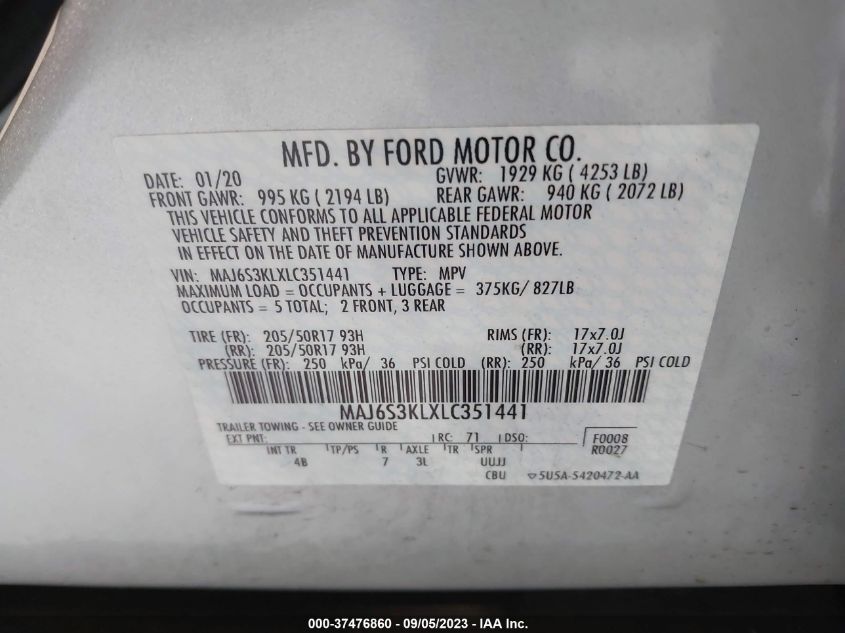 MFD. BY FORD MOTOR CO.
DATE: 01/20 GVWR: 1929 KG ( 4253 LB)
FRONT GAWR: 995 KG ( 2194 LB) REAR GAWR: 940 KG ( 2072 LB)
THIS VEHICLE CONFORMS TO ALL APPLICABLE FEDERAL MOTOR
VEHICLE SAFETY AND THEFT PREVENTION STANDARDS
IN EFFECT ON THE DATE OF MANUFACTURE SHOWN ABOVE.
VIN: MAJ6S3KLXLC351441 TYPE: MPV
MAXIMUM LOAD = OCCUPANTS + LUGGAGE = 375KG/ 827LB
OCCUPANTS = 5 TOTAL; 2 FRONT, 3 REAR
TIRE (FR): 205/50R17 93H RIMS (FR): 17x7.0J
(RR): 205/50R17 93H (RR): 17x7.0J
PRESSURE (FR): 250 kPa/ 36 PSI COLD (RR): 250 kPa/ 36 PSI COLD
MAJ6S3KLXLC351441
TRAILER TOWING - SEE OWNER GUIDE
EXT PNT: RC: 71 DSO: F0008
R0027
INT TR TP/PS R AXLE TR SPR
4B 7 3L UUJJ
CBU 5U5A-5420472-AA
000-37476860 - 09/05/2023 - IAA Inc.